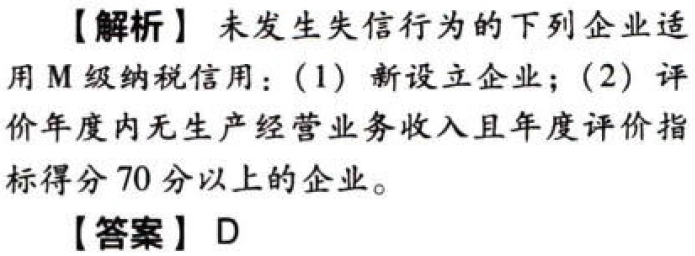 【解析】 未发生失信行为的下列企业适
用 M 级纳税信用：（1）新设立企业；（2）评
价年度内无生产经营业务收入且年度评价指
标得分 70 分以上的企业。
【答案】 D